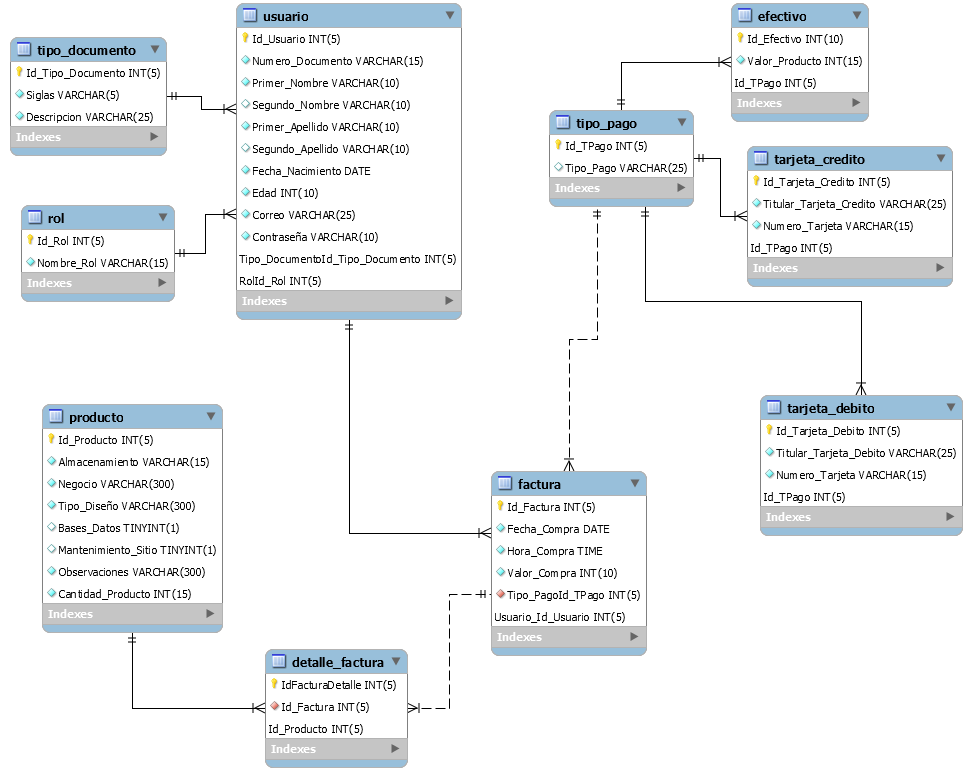 tipo_documento
Id_Tipo_Documento INT(5)
Siglas VARCHAR(5)
Descripcion VARCHAR(25)
Indexes
rol
Id_Rol INT(5)
Nombre_Rol VARCHAR(15)
Indexes
usuario
Id_Usuario INT(5)
Numero_Documento VARCHAR(15)
Primer_Nombre VARCHAR(10)
Segundo_Nombre VARCHAR(10)
Primer_Apellido VARCHAR(10)
Segundo_Apellido VARCHAR(10)
Fecha_Nacimiento DATE
Edad INT(10)
Correo VARCHAR(25)
Contraseña VARCHAR(10)
Tipo_DocumentoId_Tipo_Documento INT(5)
RolId_Rol INT(5)
Indexes
efectivo
Id_Efectivo INT(10)
Valor_Producto INT(15)
Id_TPago INT(5)
Indexes
tipo_pago
Id_TPago INT(5)
Tipo_Pago VARCHAR(25)
Indexes
tarjeta_credito
Id_Tarjeta_Credito INT(5)
Titular_Tarjeta_Credito VARCHAR(25)
Numero_Tarjeta VARCHAR(15)
Id_TPago INT(5)
Indexes
tarjeta_debito
Id_Tarjeta_Debito INT(5)
Titular_Tarjeta_Debito VARCHAR(25)
Numero_Tarjeta VARCHAR(15)
Id_TPago INT(5)
Indexes
producto
Id_Producto INT(5)
Almacenamiento VARCHAR(15)
Negocio VARCHAR(300)
Tipo_Diseño VARCHAR(300)
Bases_Datos TINYINT(1)
Mantenimiento_Sitio TINYINT(1)
Observaciones VARCHAR(300)
Cantidad_Producto INT(15)
Indexes
factura
Id_Factura INT(5)
Fecha_Compra DATE
Hora_Compra TIME
Valor_Compra INT(10)
Tipo_PagoId_TPago INT(5)
Usuario_Id_Usuario INT(5)
Indexes
detalle_factura
IdFacturaDetalle INT(5)
Id_Factura INT(5)
Id_Producto INT(5)
Indexes